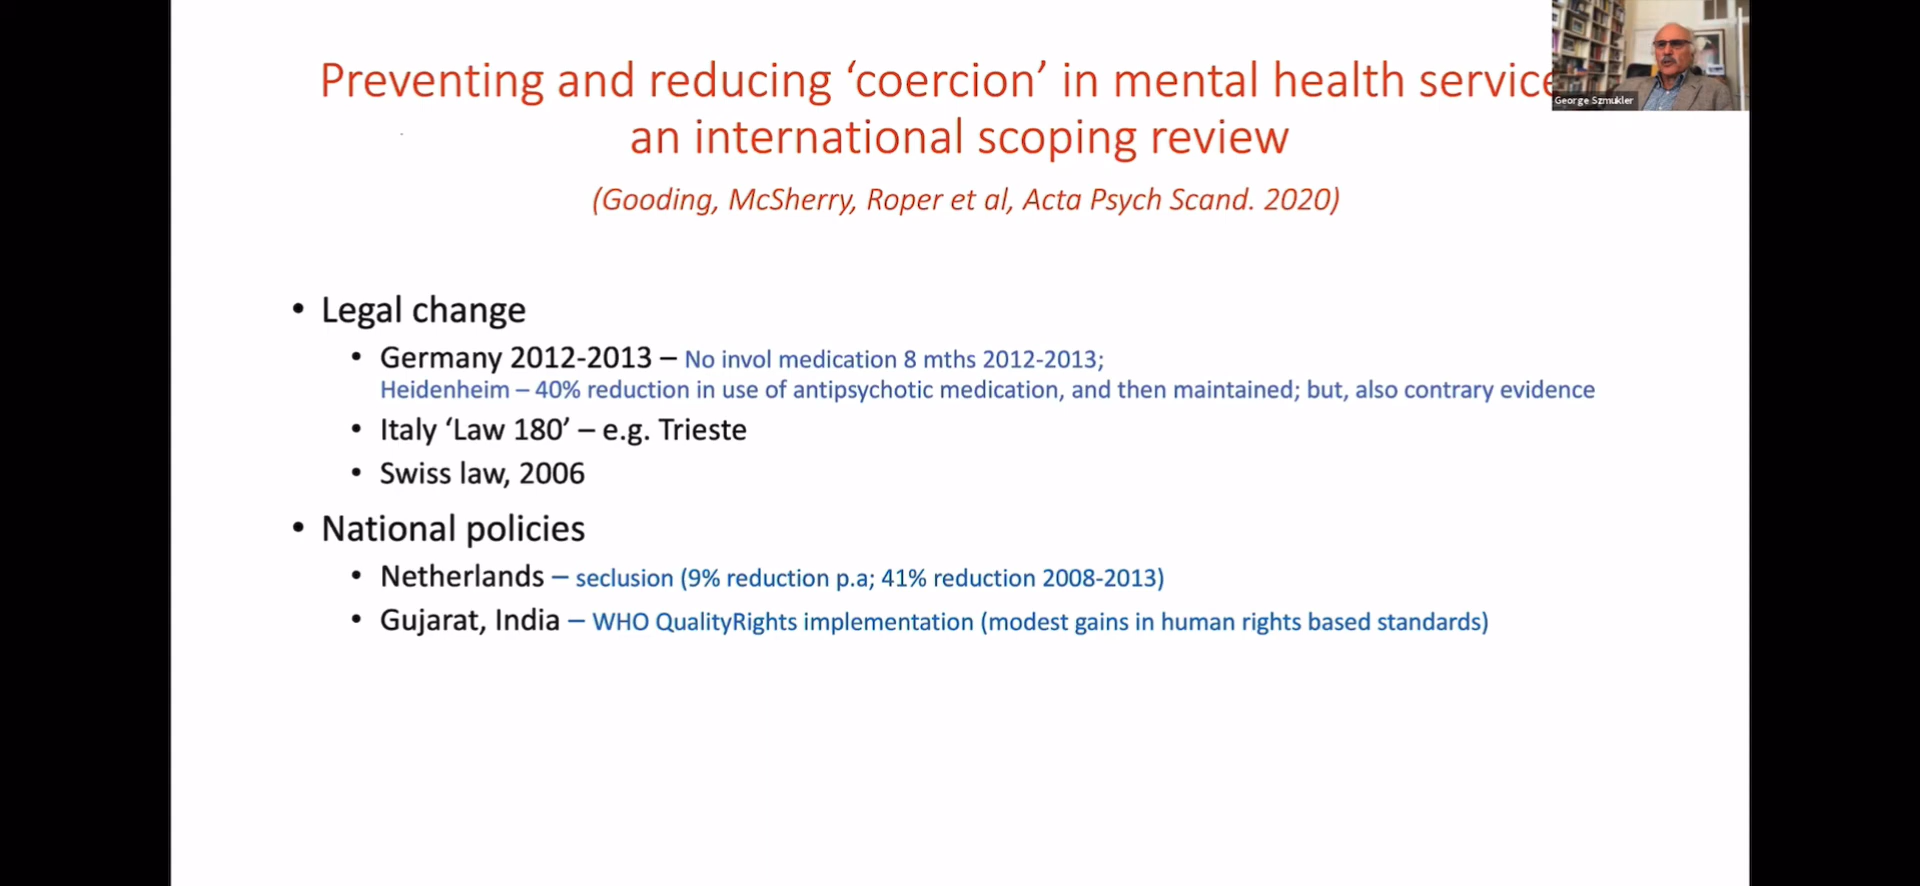 Preventing and reducing ‘coercion’ in mental health service
an international scoping review
(Gooding, McSherry, Roper et al, Acta Psych Scand. 2020)
George Szmukler
• Legal change
• Germany 2012-2013 – No invol medication 8 mths 2012-2013;
Heidenheim – 40% reduction in use of antipsychotic medication, and then maintained; but, also contrary evidence
• Italy ‘Law 180’ – e.g. Trieste
• Swiss law, 2006
• National policies
• Netherlands – seclusion (9% reduction p.a; 41% reduction 2008-2013)
• Gujarat, India – WHO QualityRights implementation (modest gains in human rights based standards)